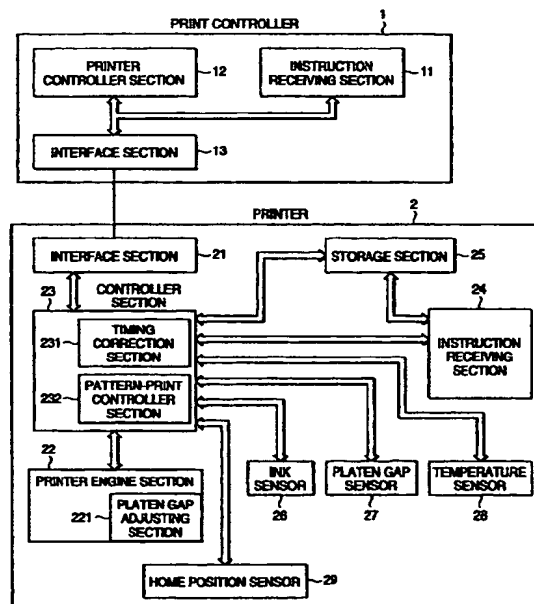 PRINT CONTROLLER
1
PRINTER
CONTROLLER SECTION
12
INSTRUCTION
RECEIVING SECTION
11
INTERFACE SECTION
13
PRINTER
2
INTERFACE SECTION
21
STORAGE SECTION
25
23
CONTROLLER
SECTION
24
231
TIMING
CORRECTION
SECTION
INSTRUCTION
RECEIVING
SECTION
232
PATTERN-PRINT
CONTROLLER
SECTION
22
PRINTER ENGINE SECTION
221
PLATEN GAP
ADJUSTING
SECTION
INK
SENSOR
26
PLATEN GAP
SENSOR
27
TEMPERATURE
SENSOR
28
HOME POSITION SENSOR
29